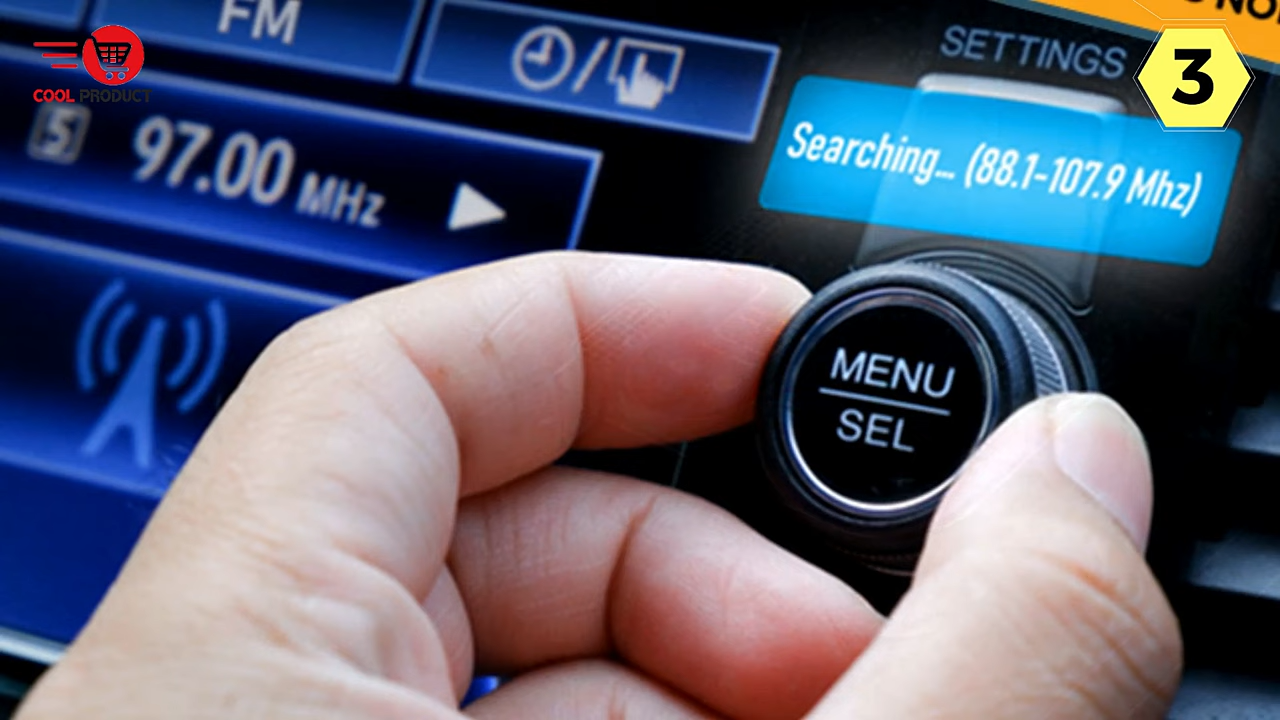 FM
SETTINGS
3
COOL PRODUCT
5
97.00 MHz
Searching... (88.1-107.9 Mhz)
MENU
SEL